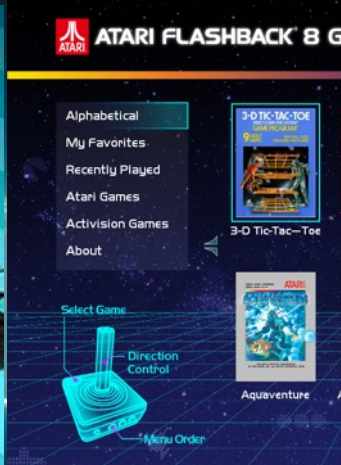 ATARI
ATARI FLASHBACK 8 G
Alphabetical
My Favorites
Recently Played
Atari Games
Activision Games
About
3-D TIC-TAC-TOE
GAME PROGRAM
3-D Tic-Tac—Toe
Select Game
Direction
Control
Menu Order
ATARI
Aquaventure
A